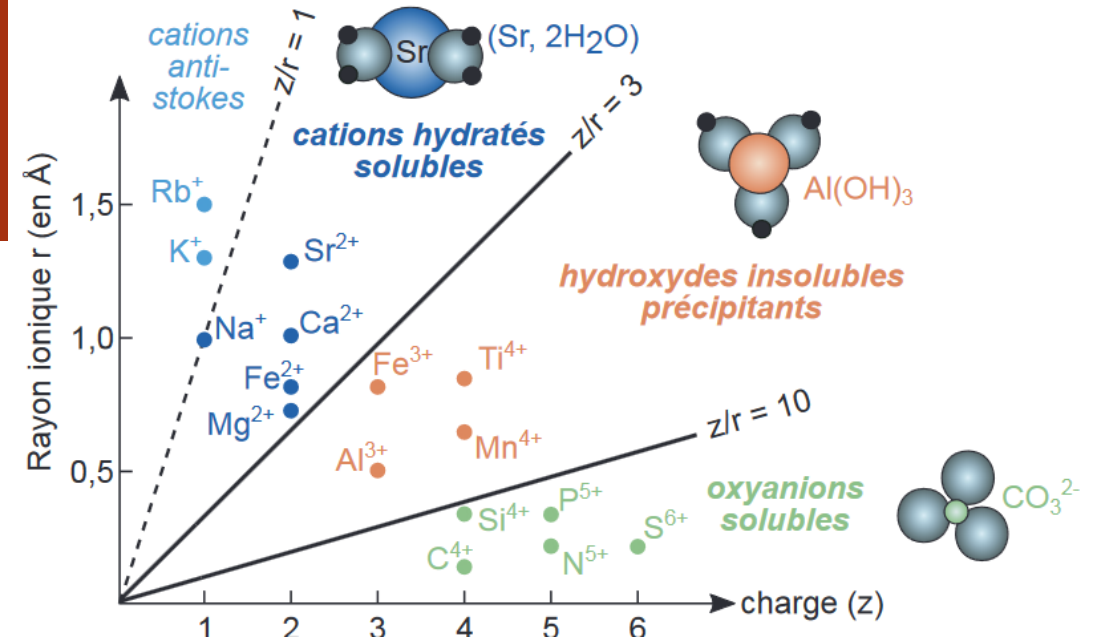 cations
anti-
stokes
z/r = 1
Sr
(Sr, 2H₂O)
cations hydratés
solubles
z/r = 3
Al(OH)₃
hydroxydes insolubles
précipitants
Rayon ionique r (en Å)
1,5
1,0
0,5
Rb⁺
K⁺
Na⁺
Sr²⁺
Ca²⁺
Fe²⁺
Mg²⁺
Fe³⁺
Al³⁺
Ti⁴⁺
Mn⁴⁺
z/r = 10
oxyanions
solubles
CO₃²⁻
Si⁴⁺
C⁴⁺
P⁵⁺
N⁵⁺
S⁶⁺
charge (z)
1 2 3 4 5 6